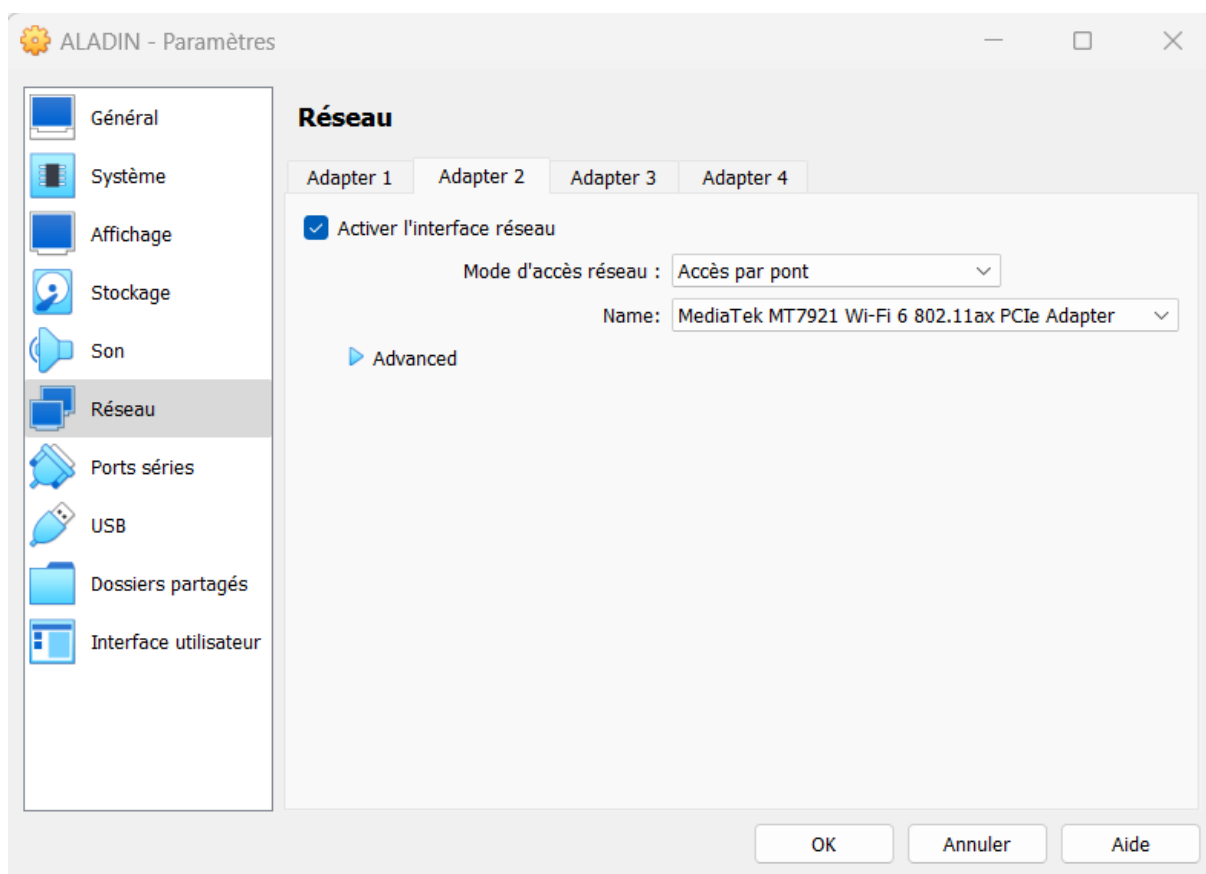 ALADIN - Paramètres
Général
Système
Affichage
Stockage
Son
Réseau
Ports séries
USB
Dossiers partagés
Interface utilisateur
Réseau
Adapter 1 Adapter 2 Adapter 3 Adapter 4
Activer l'interface réseau
Mode d'accès réseau : Accès par pont
Name: MediaTek MT7921 Wi-Fi 6 802.11ax PCIe Adapter
Advanced
OK Annuler Aide